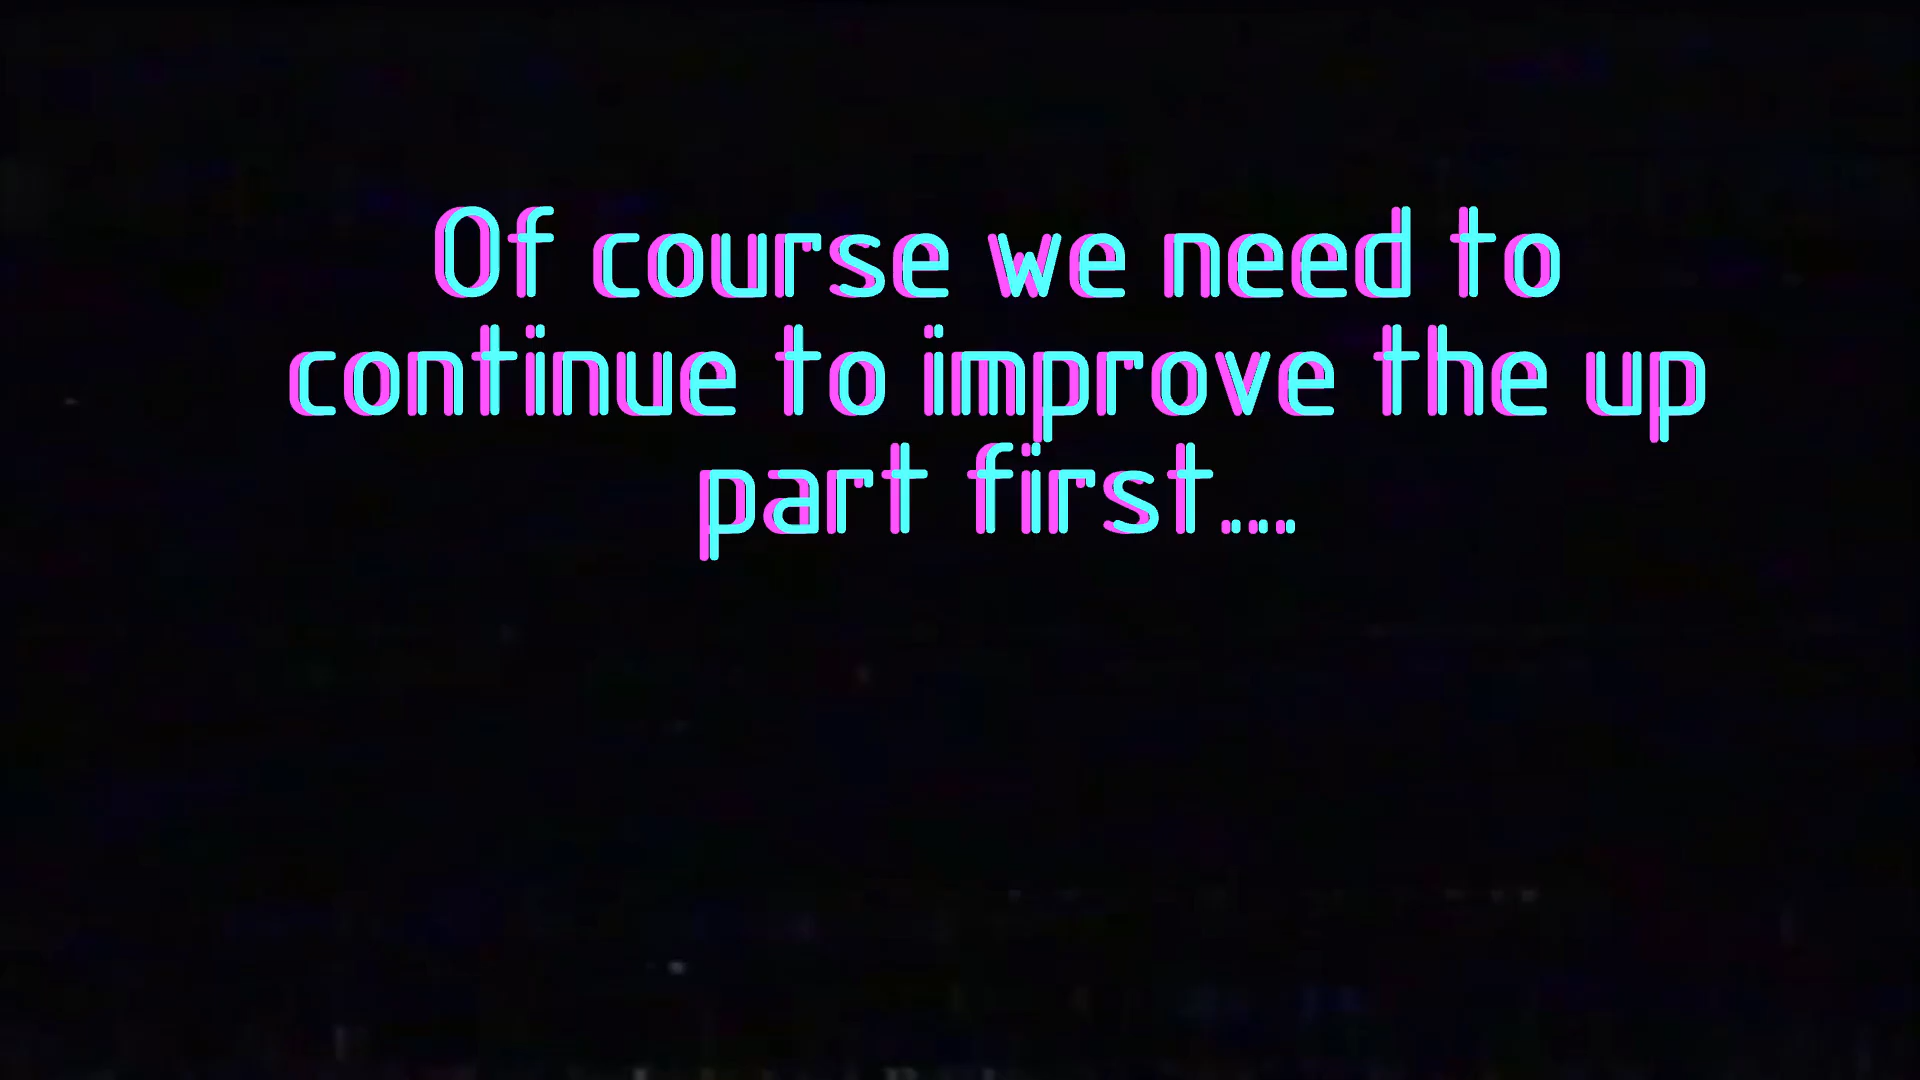 Of course we need to
continue to improve the up
part first...